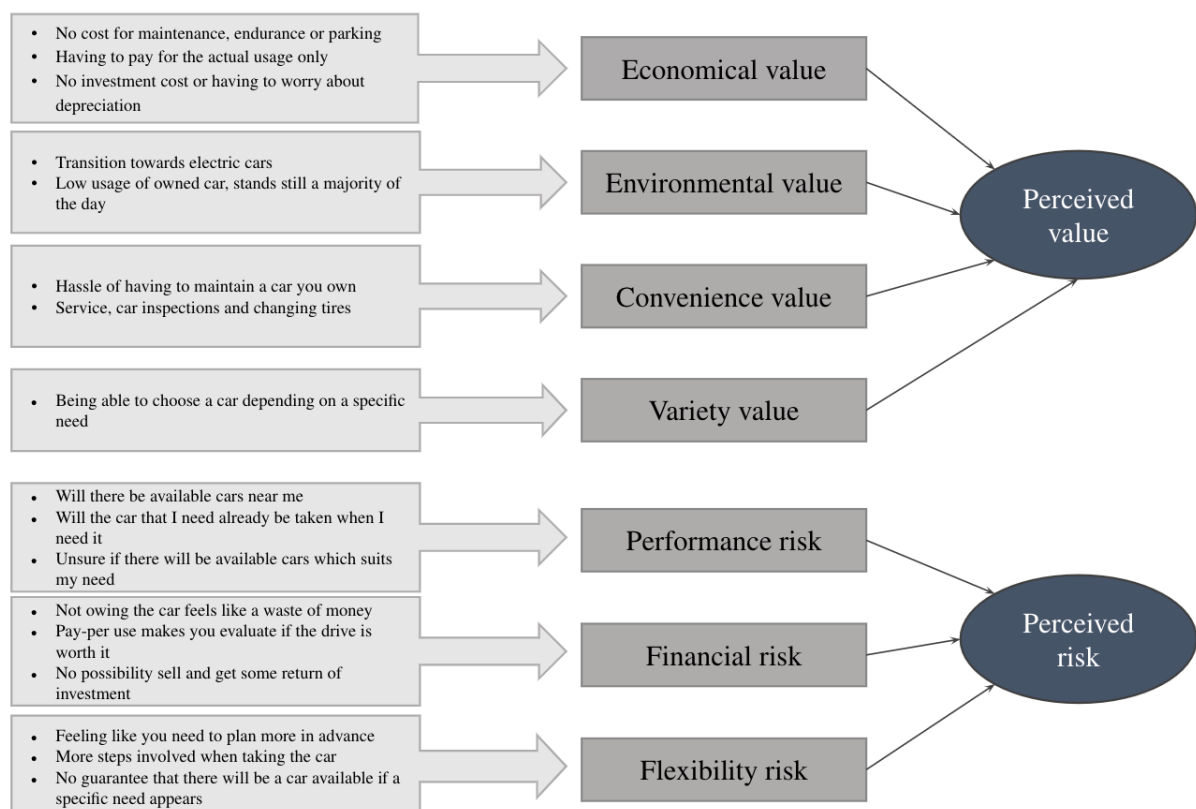 • No cost for maintenance, endurance or parking
• Having to pay for the actual usage only
• No investment cost or having to worry about
depreciation
Economical value
• Transition towards electric cars
• Low usage of owned car, stands still a majority of
the day
Environmental value
Perceived
value
• Hassle of having to maintain a car you own
• Service, car inspections and changing tires
Convenience value
• Being able to choose a car depending on a specific
need
Variety value
• Will there be available cars near me
• Will the car that I need already be taken when I
need it
• Unsure if there will be available cars which suits
my need
Performance risk
• Not owing the car feels like a waste of money
• Pay-per use makes you evaluate if the drive is
worth it
• No possibility sell and get some return of
investment
Financial risk
Perceived
risk
• Feeling like you need to plan more in advance
• More steps involved when taking the car
• No guarantee that there will be a car available if a
specific need appears
Flexibility risk